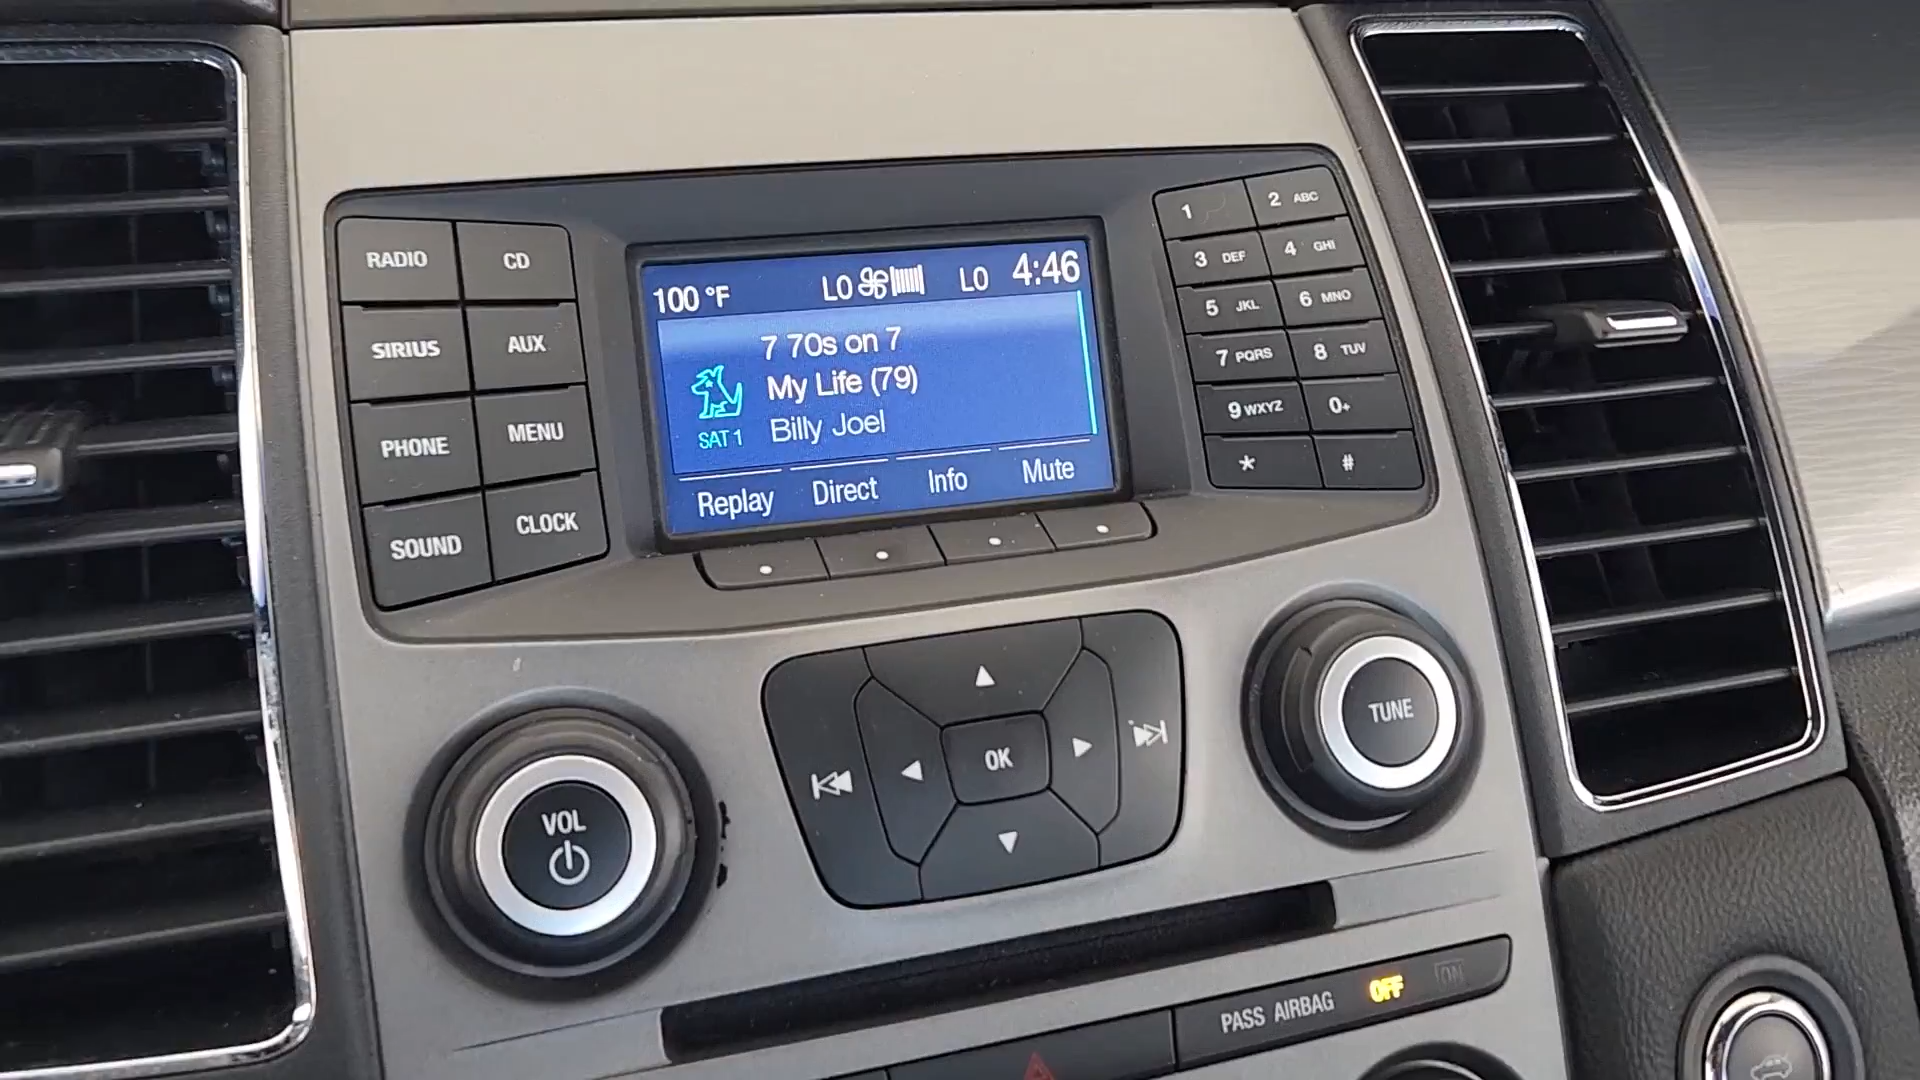 100 °F LO LO 4:46
7 70s on 7
My Life (79)
SAT 1 Billy Joel
Replay Direct Info Mute
RADIO CD
SIRIUS AUX
PHONE MENU
SOUND CLOCK
1 2 ABC
3 DEF 4 GHI
5 JKL 6 MNO
7 PQRS 8 TUV
9 WXYZ 0+
* #
OK
TUNE
VOL
PASS AIRBAG OFF ON